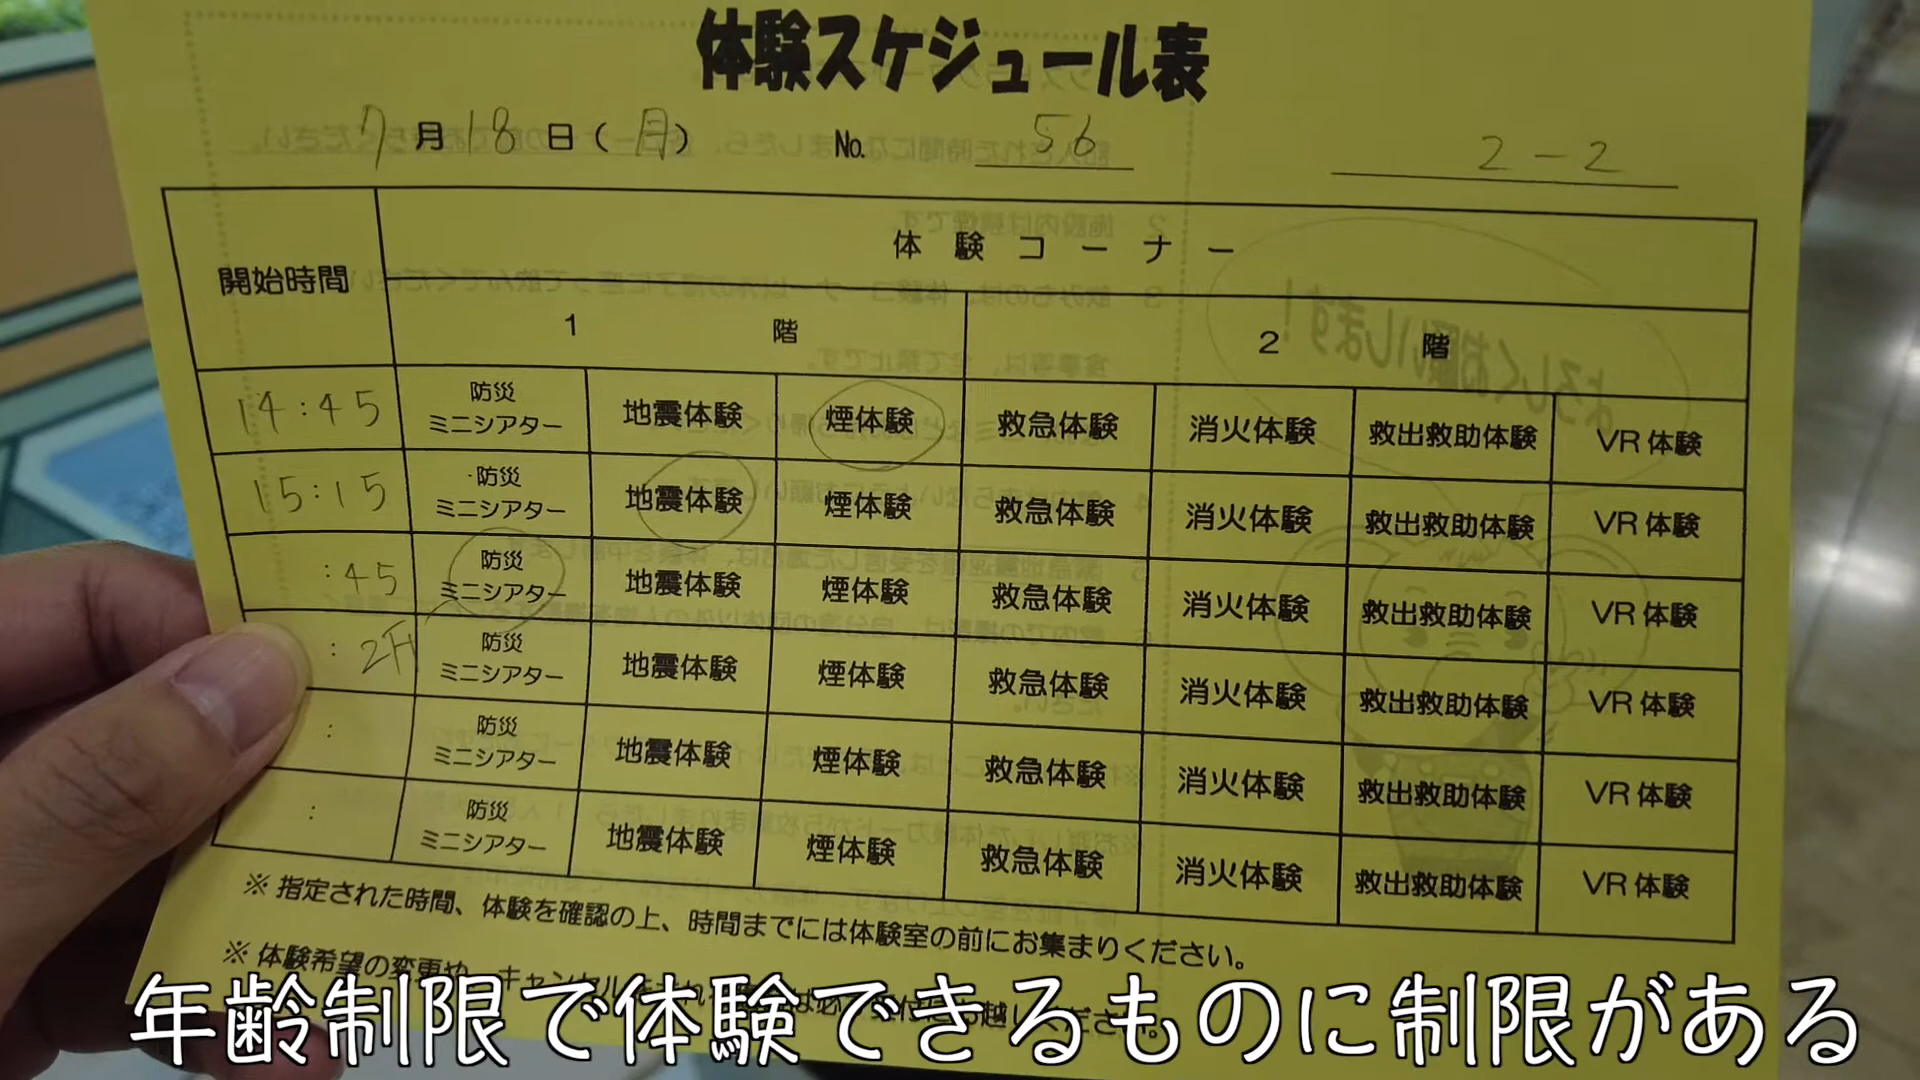 体験スケジュール表
7月18日(月) No. 56 2-2
開始時間 体験コーナー
1階 2階
14:45 防災ミニシアター 地震体験 煙体験 救急体験 消火体験 救出救助体験 VR体験
15:15 防災ミニシアター 地震体験 煙体験 救急体験 消火体験 救出救助体験 VR体験
:45 防災ミニシアター 地震体験 煙体験 救急体験 消火体験 救出救助体験 VR体験
: 2F 防災ミニシアター 地震体験 煙体験 救急体験 消火体験 救出救助体験 VR体験
: 防災ミニシアター 地震体験 煙体験 救急体験 消火体験 救出救助体験 VR体験
: 防災ミニシアター 地震体験 煙体験 救急体験 消火体験 救出救助体験 VR体験
※ 指定された時間、体験を確認の上、時間までには体験室の前にお集まりください。
※ 体験希望の変更や
年齢制限で体験できるものに制限がある